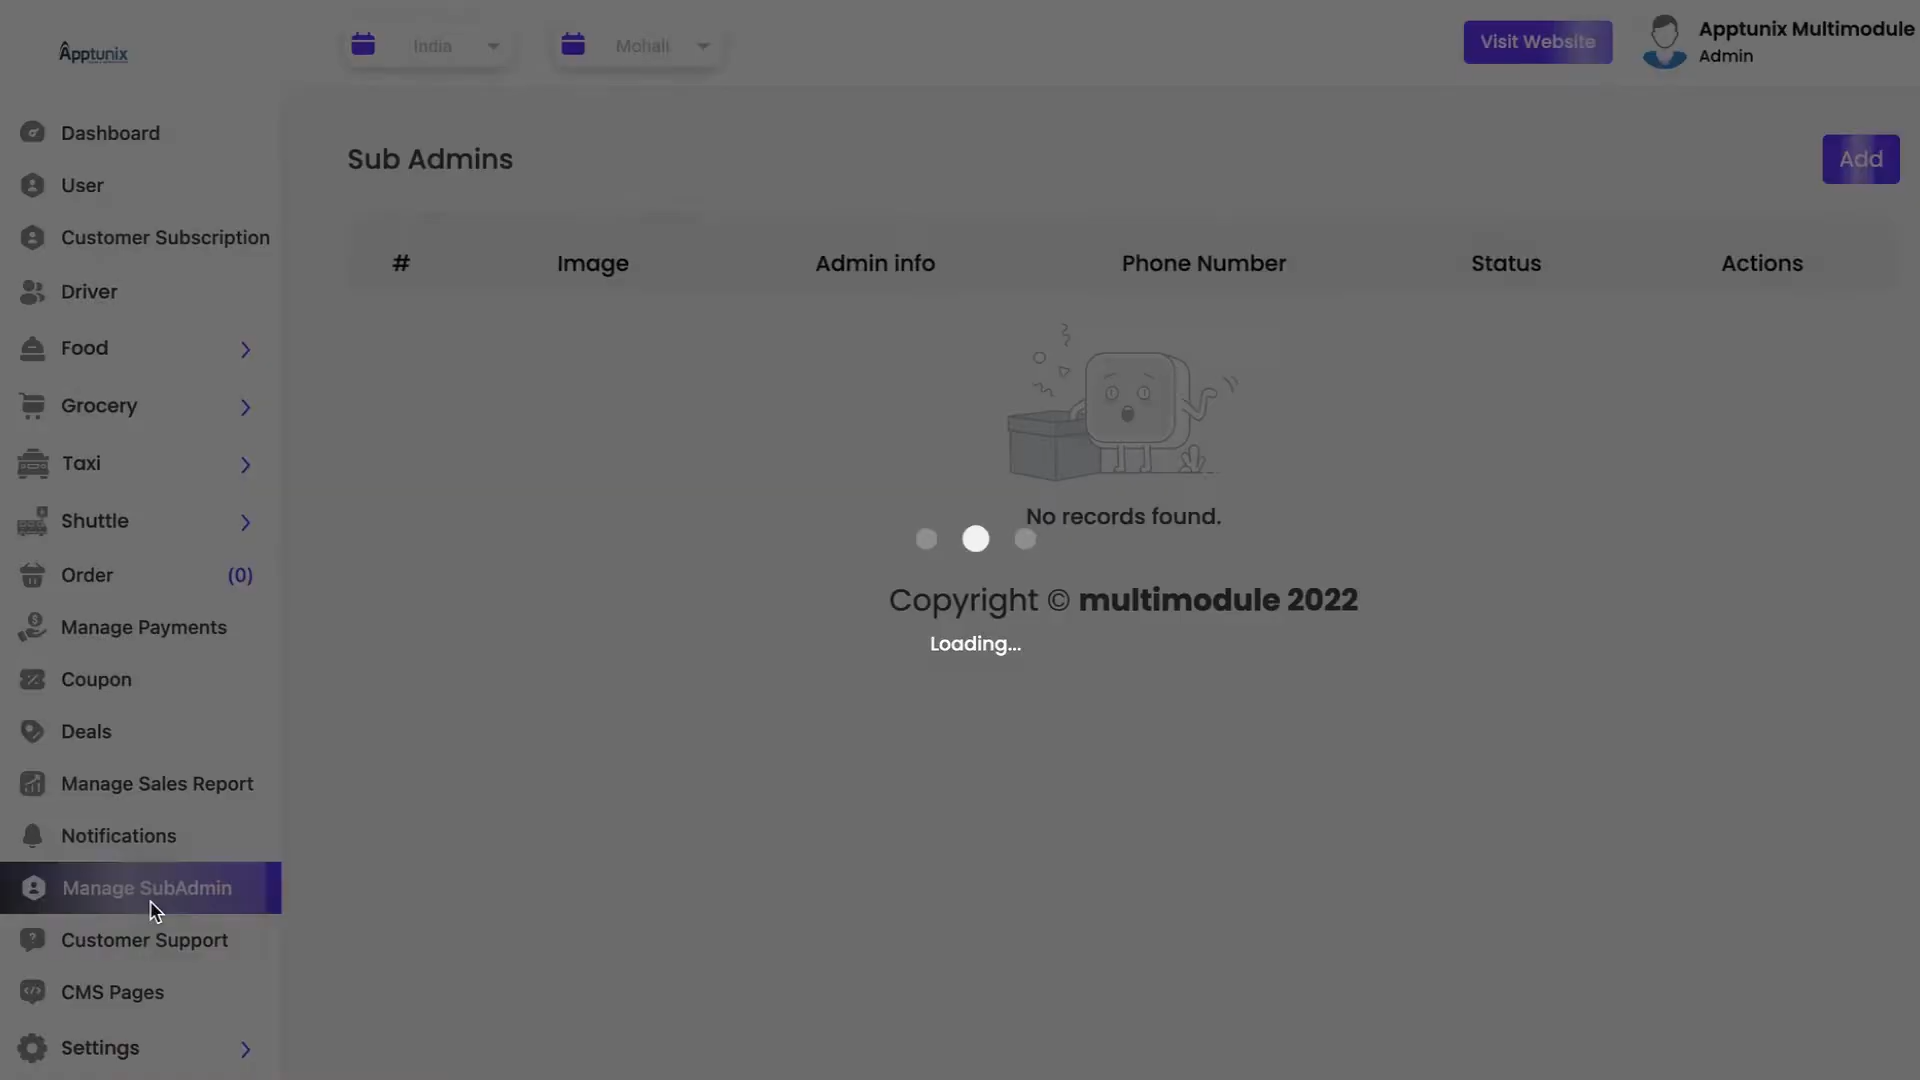 Apptunix
India
Mohali
Visit Website
Apptunix Multimodule
Admin
Dashboard
User
Customer Subscription
Driver
Food
Grocery
Taxi
Shuttle
Order (0)
Manage Payments
Coupon
Deals
Manage Sales Report
Notifications
Manage SubAdmin
Customer Support
CMS Pages
Settings
Sub Admins
Add
# Image Admin info Phone Number Status Actions
No records found.
Copyright © multimodule 2022
Loading...